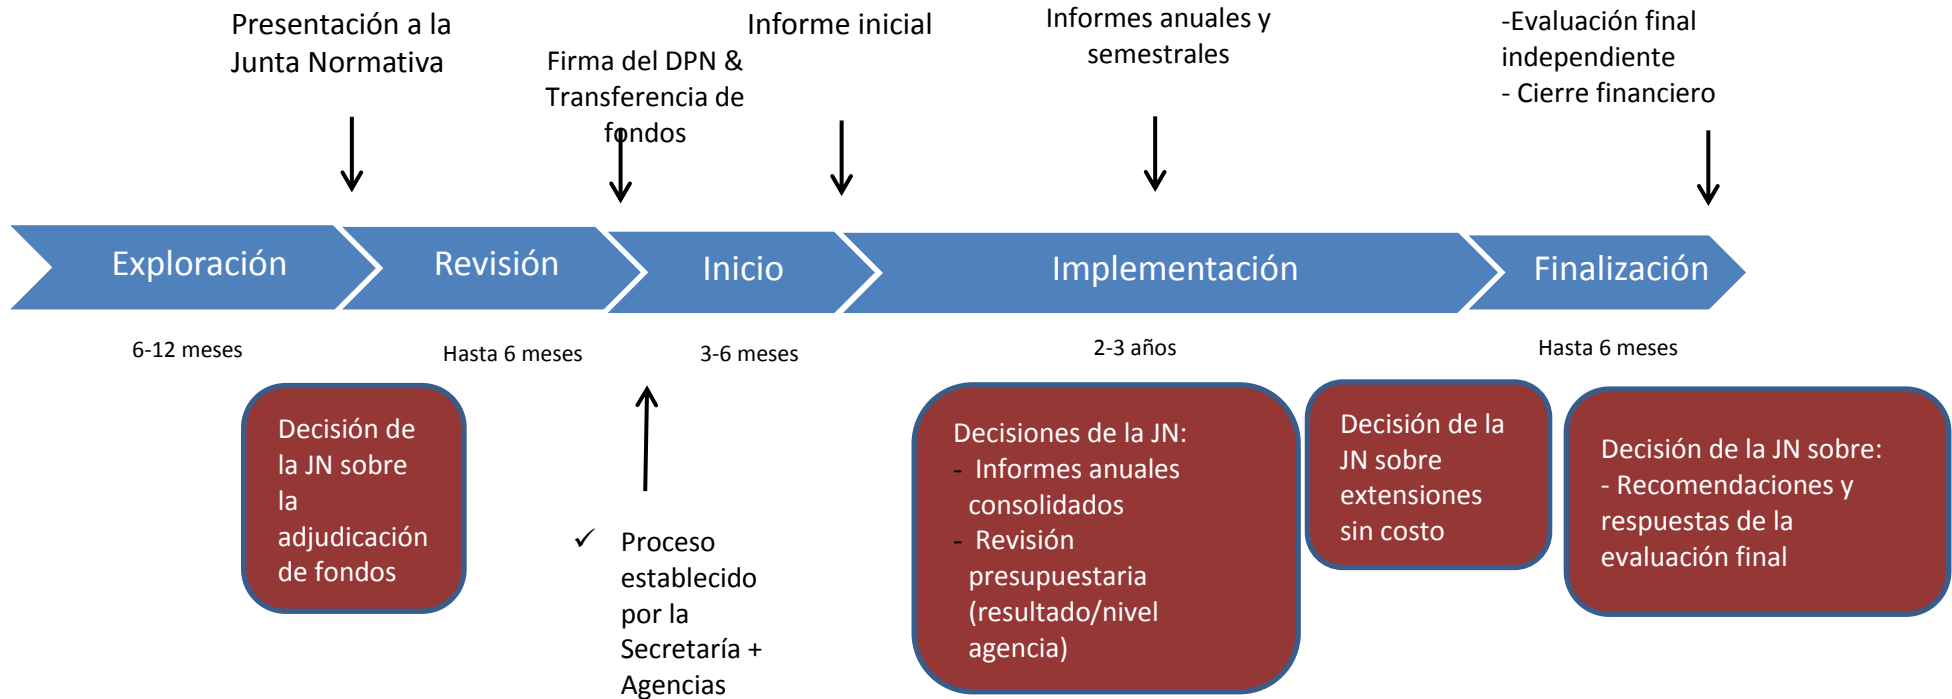 Presentación a la
Junta Normativa
Firma del DPN &
Transferencia de
fondos
Informe inicial
Informes anuales y
semestrales
-Evaluación final
independiente
- Cierre financiero
Exploración
Revisión
Inicio
Implementación
Finalización
6-12 meses
Hasta 6 meses
3-6 meses
2-3 años
Hasta 6 meses
Decisión de
la JN sobre
la
adjudicación
de fondos
✓ Proceso
establecido
por la
Secretaría +
Agencias
Decisiones de la JN:
- Informes anuales
consolidados
- Revisión
presupuestaria
(resultado/nivel
agencia)
Decisión de la
JN sobre
extensiones
sin costo
Decisión de la JN sobre:
- Recomendaciones y
respuestas de la
evaluación final